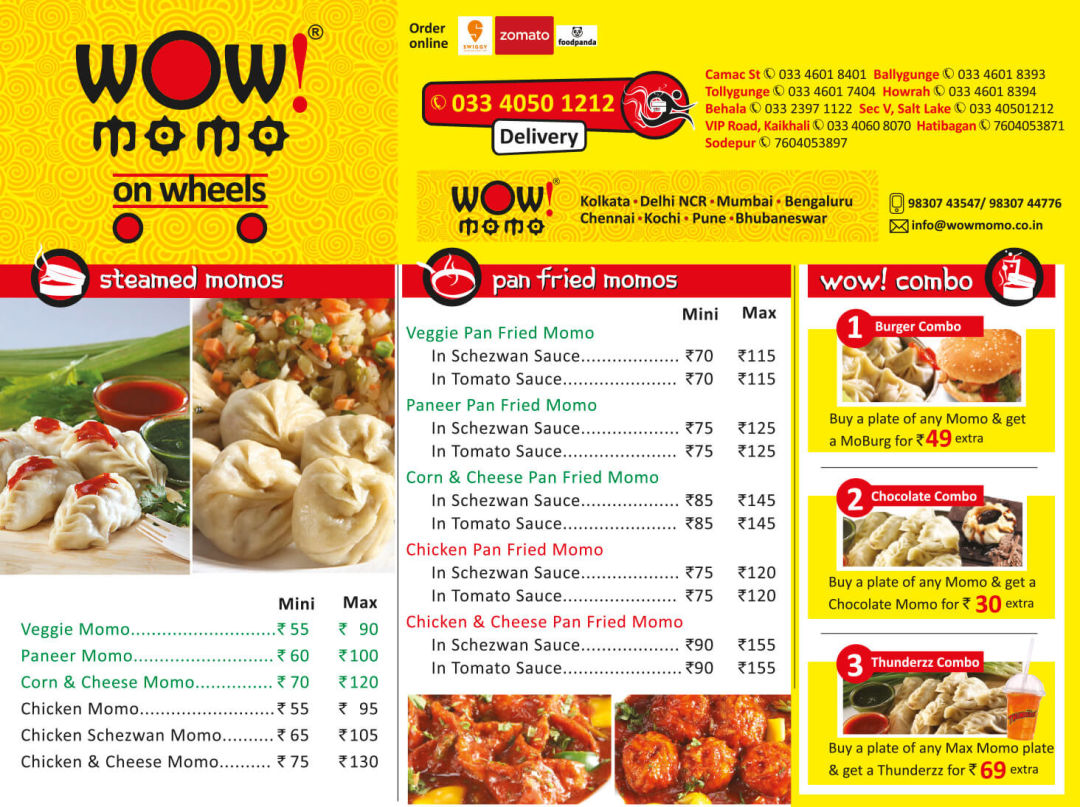 wow! ®
momo
on wheels
Order
online
SWIGGY
zomato
foodpanda
033 4050 1212
Delivery
Camac St 033 4601 8401 Ballygunge 033 4601 8393
Tollygunge 033 4601 7404 Howrah 033 4601 8394
Behala 033 2397 1122 Sec V, Salt Lake 033 40501212
VIP Road, Kaikhali 033 4060 8070 Hatibagan 7604053871
Sodepur 7604053897
wow! ®
momo
Kolkata • Delhi NCR • Mumbai • Bengaluru
Chennai • Kochi • Pune • Bhubaneswar
98307 43547/ 98307 44776
info@wowmomo.co.in
steamed momos
Mini Max
Veggie Momo............................₹ 55 ₹ 90
Paneer Momo...........................₹ 60 ₹100
Corn & Cheese Momo...............₹ 70 ₹120
Chicken Momo..........................₹ 55 ₹ 95
Chicken Schezwan Momo..........₹ 65 ₹105
Chicken & Cheese Momo..........₹ 75 ₹130
pan fried momos
Mini Max
Veggie Pan Fried Momo
In Schezwan Sauce................... ₹70 ₹115
In Tomato Sauce...................... ₹70 ₹115
Paneer Pan Fried Momo
In Schezwan Sauce....................₹75 ₹125
In Tomato Sauce...................... ₹75 ₹125
Corn & Cheese Pan Fried Momo
In Schezwan Sauce....................₹85 ₹145
In Tomato Sauce...................... ₹85 ₹145
Chicken Pan Fried Momo
In Schezwan Sauce....................₹75 ₹120
In Tomato Sauce...................... ₹75 ₹120
Chicken & Cheese Pan Fried Momo
In Schezwan Sauce....................₹90 ₹155
In Tomato Sauce.......................₹90 ₹155
wow! combo
1 Burger Combo
Buy a plate of any Momo & get
a MoBurg for ₹49 extra
2 Chocolate Combo
Buy a plate of any Momo & get a
Chocolate Momo for ₹ 30 extra
3 Thunderzz Combo
Buy a plate of any Max Momo plate
& get a Thunderzz for ₹ 69 extra